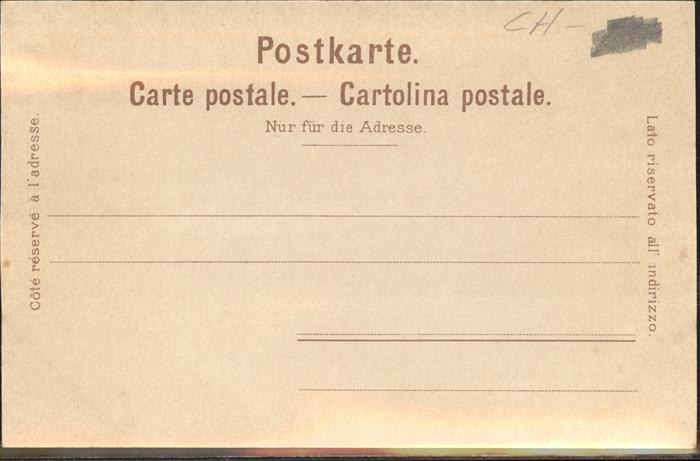 CH-
Postkarte.
Carte postale. — Cartolina postale.
Nur für die Adresse.
Côté réservé à l'adresse.
Lato riservato all' indirizzo.